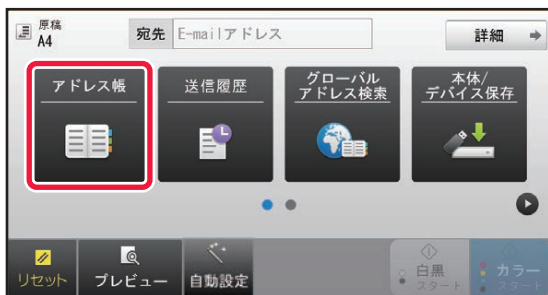 原稿
A4
宛先 E-mailアドレス
詳細
アドレス帳
送信履歴
グローバル
アドレス検索
本体/
デバイス保存
リセット
プレビュー
自動設定
白黒
スタート
カラー
スタート